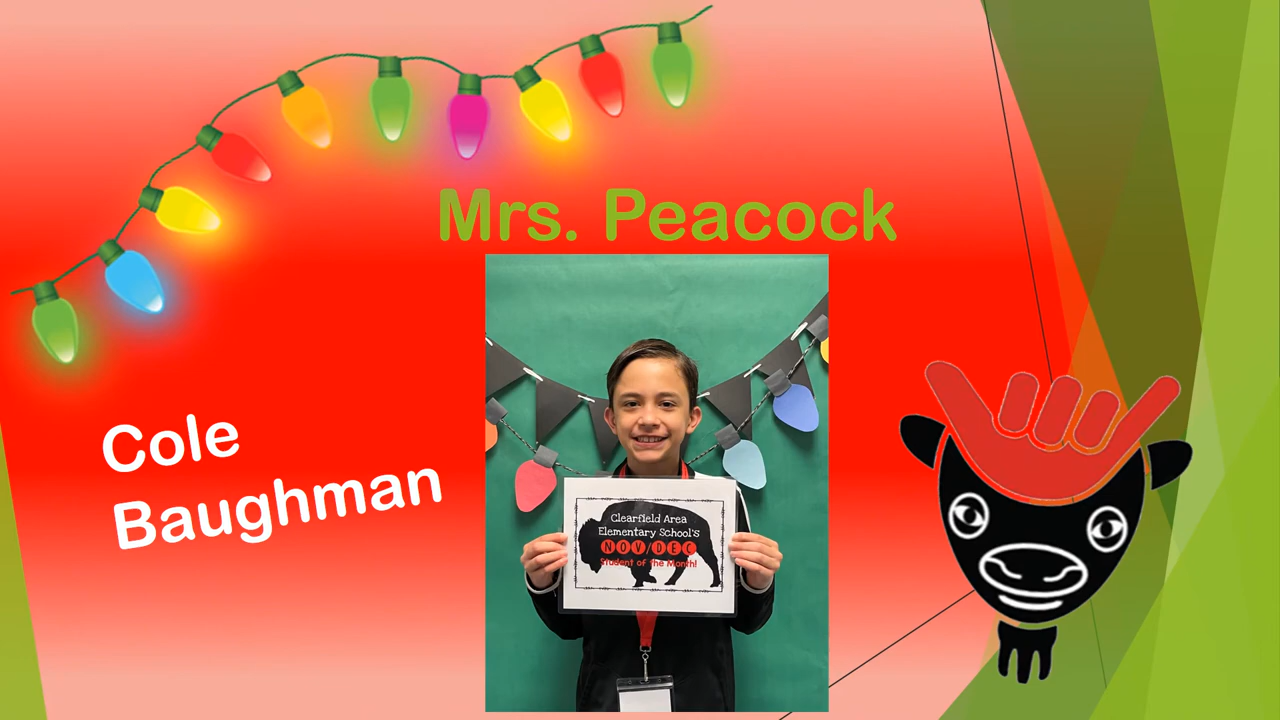 Mrs. Peacock
Cole
Baughman
Clearfield Area
Elementary School's
NOV/DEC
Student of the Month!